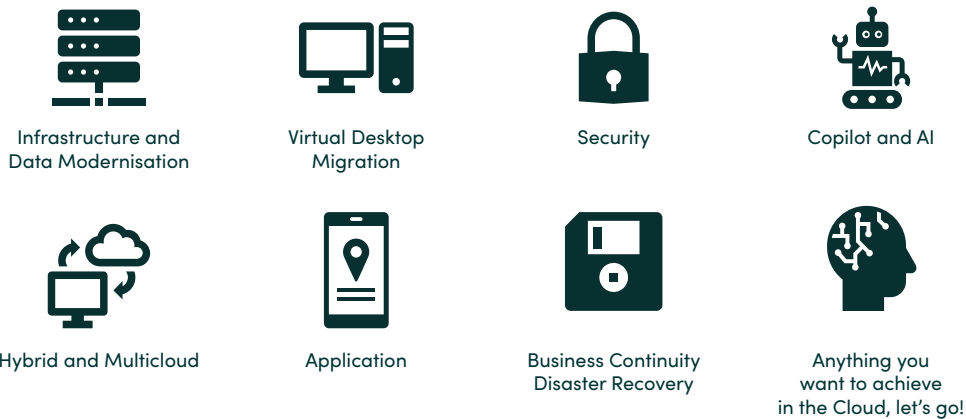 Infrastructure and
Data Modernisation
Virtual Desktop
Migration
Security
Copilot and AI
Hybrid and Multicloud
Application
Business Continuity
Disaster Recovery
Anything you
want to achieve
in the Cloud, let's go!